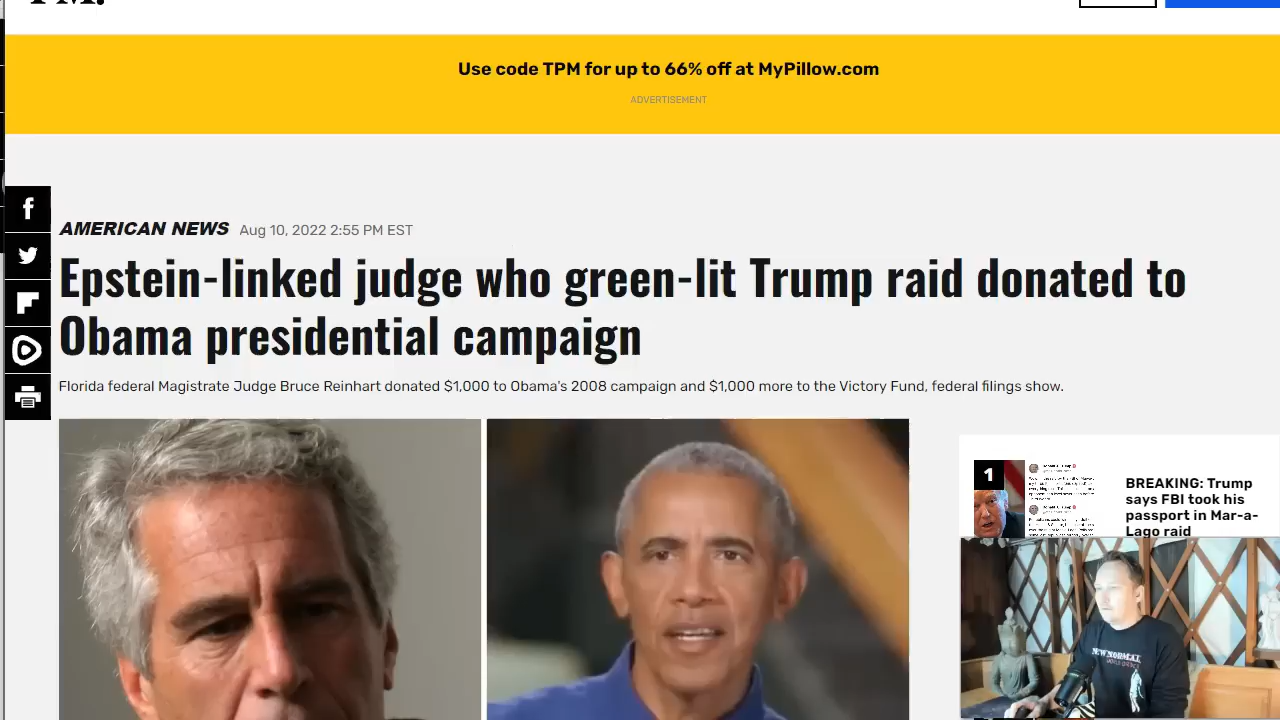 Use code TPM for up to 66% off at MyPillow.com
ADVERTISEMENT
AMERICAN NEWS Aug 10, 2022 2:55 PM EST
Epstein-linked judge who green-lit Trump raid donated to
Obama presidential campaign
Florida federal Magistrate Judge Bruce Reinhart donated $1,000 to Obama's 2008 campaign and $1,000 more to the Victory Fund, federal filings show.
1
BREAKING: Trump
says FBI took his
passport in Mar-a-
Lago raid
NEW NORMAL